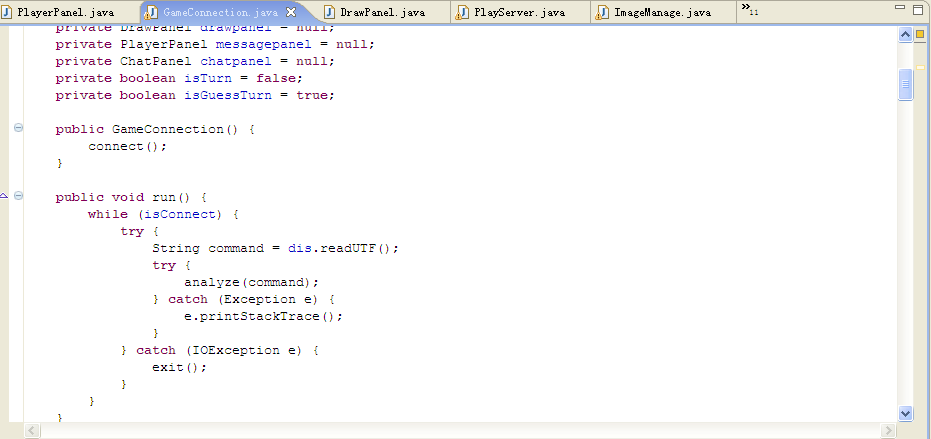 PlayerPanel.java GameConnection.java DrawPanel.java PlayServer.java ImageManage.java »11
private DrawPanel drawpanel = null;
private PlayerPanel messagepanel = null;
private ChatPanel chatpanel = null;
private boolean isTurn = false;
private boolean isGuessTurn = true;
public GameConnection() {
connect();
}
public void run() {
while (isConnect) {
try {
String command = dis.readUTF();
try {
analyze(command);
} catch (Exception e) {
e.printStackTrace();
}
} catch (IOException e) {
exit();
}
}
}